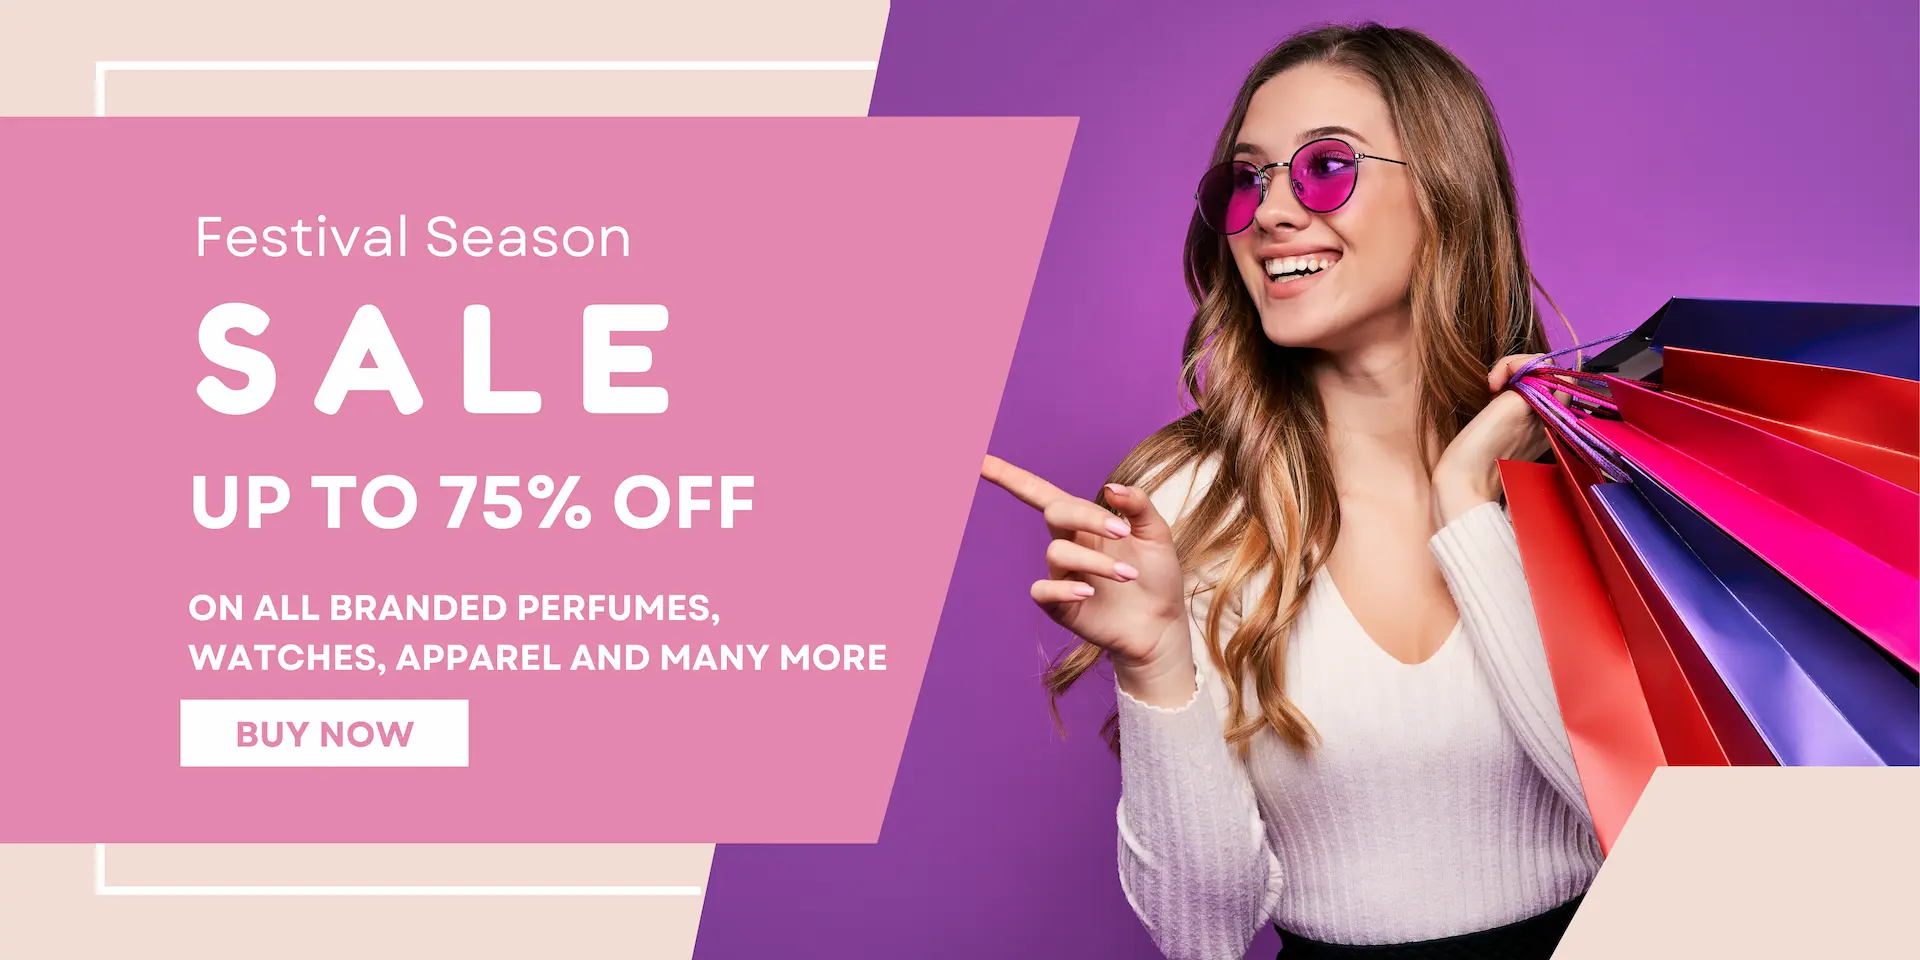 Festival Season
SALE
UP TO 75% OFF
ON ALL BRANDED PERFUMES,
WATCHES, APPAREL AND MANY MORE
BUY NOW